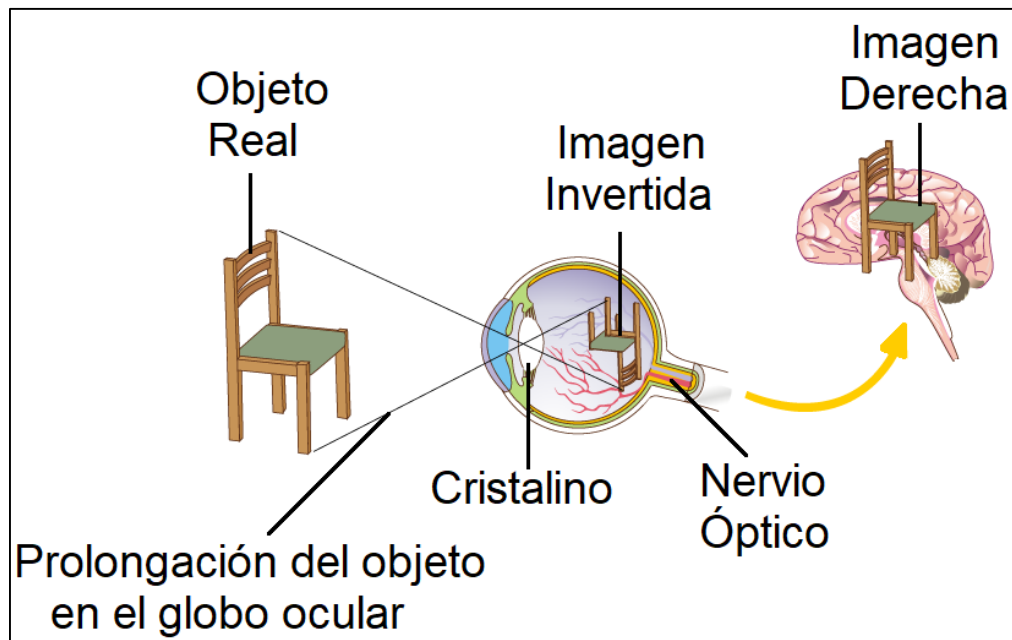 Objeto
Real
Imagen
Invertida
Imagen
Derecha
Cristalino
Nervio
Óptico
Prolongación del objeto
en el globo ocular